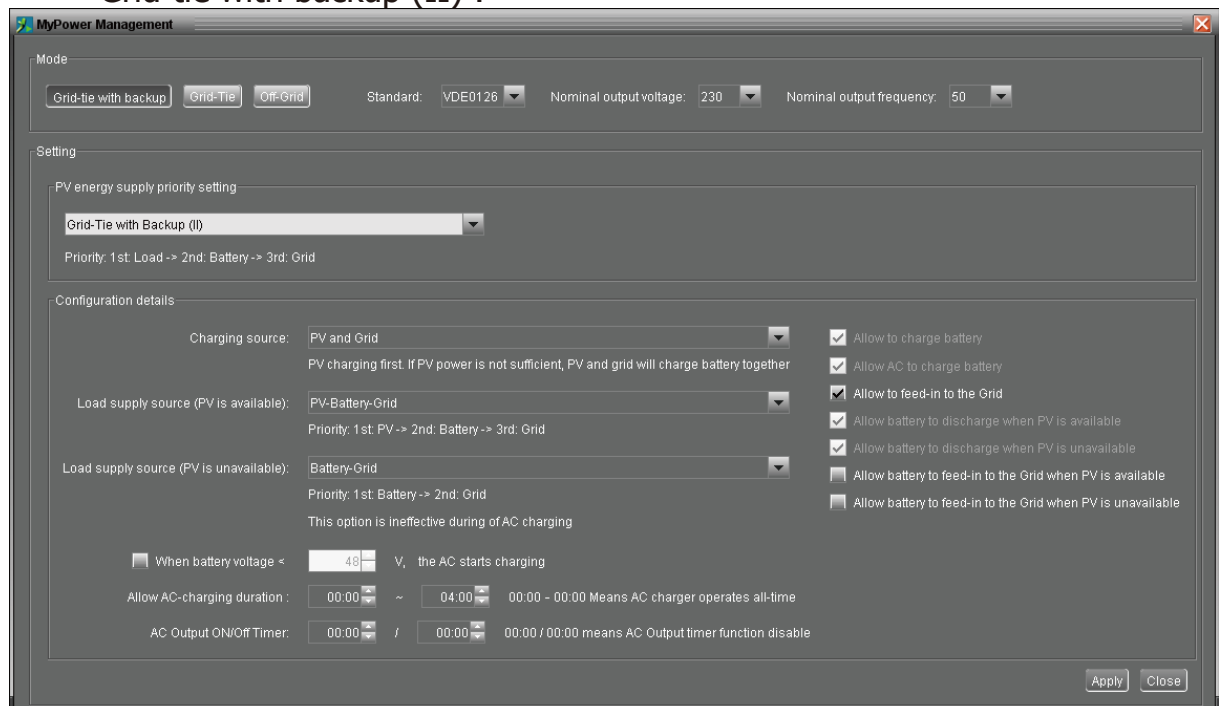 Grid-tie with backup (II) :
MyPower Management
Mode
Grid-tie with backup Grid-Tie Off-Grid Standard: VDE0126 Nominal output voltage: 230 Nominal output frequency: 50
Setting
PV energy supply priority setting
Grid-Tie with Backup (II)
Priority: 1st: Load -> 2nd: Battery -> 3rd: Grid
Configuration details
Charging source: PV and Grid
PV charging first. If PV power is not sufficient, PV and grid will charge battery together
Load supply source (PV is available): PV-Battery-Grid
Priority: 1st: PV -> 2nd: Battery -> 3rd: Grid
Load supply source (PV is unavailable): Battery-Grid
Priority: 1st: Battery -> 2nd: Grid
This option is ineffective during of AC charging
Allow to charge battery
Allow AC to charge battery
Allow to feed-in to the Grid
Allow battery to discharge when PV is available
Allow battery to discharge when PV is unavailable
Allow battery to feed-in to the Grid when PV is available
Allow battery to feed-in to the Grid when PV is unavailable
When battery voltage < 48 V, the AC starts charging
Allow AC-charging duration : 00:00 ~ 04:00 00:00 - 00:00 Means AC charger operates all-time
AC Output ON/Off Timer: 00:00 / 00:00 00:00 / 00:00 means AC Output timer function disable
Apply Close